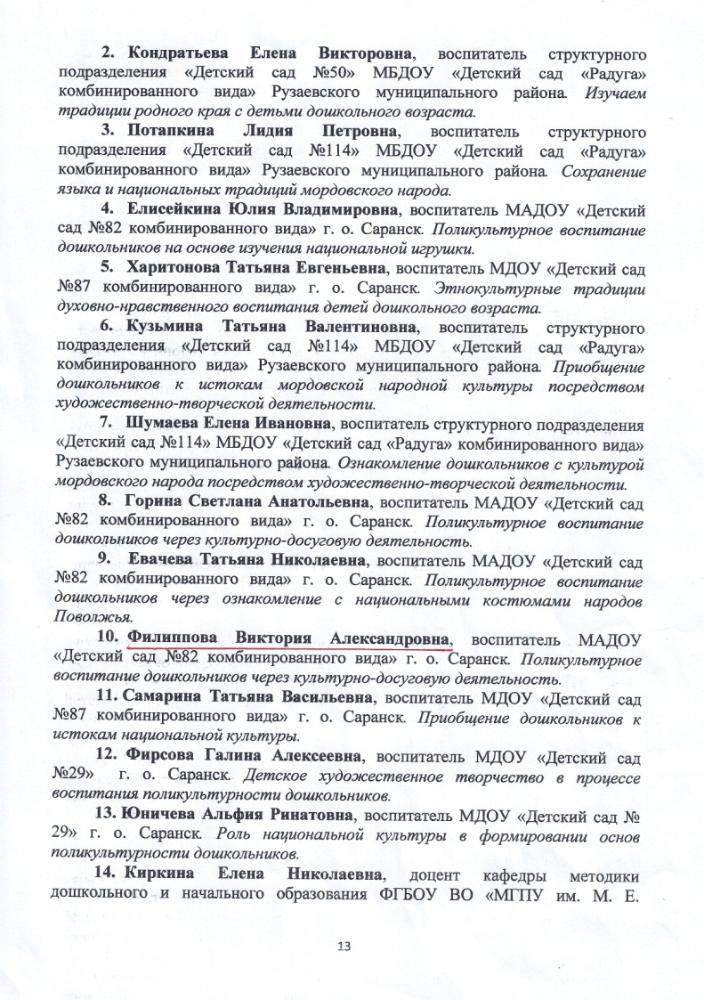 2. Кондратьева Елена Викторовна, воспитатель структурного
подразделения «Детский сад №50» МБДОУ «Детский сад «Радуга»
комбинированного вида» Рузаевского муниципального района. Изучаем
традиции родного края с детьми дошкольного возраста.
3. Потапкина Лидия Петровна, воспитатель структурного
подразделения «Детский сад №114» МБДОУ «Детский сад «Радуга»
комбинированного вида» Рузаевского муниципального района. Сохранение
языка и национальных традиций мордовского народа.
4. Елисейкина Юлия Владимировна, воспитатель МАДОУ «Детский
сад №82 комбинированного вида» г. о. Саранск. Поликультурное воспитание
дошкольников на основе изучения национальной игрушки.
5. Харитонова Татьяна Евгеньевна, воспитатель МДОУ «Детский сад
№87 комбинированного вида» г. о. Саранск. Этнокультурные традиции
духовно-нравственного воспитания детей дошкольного возраста.
6. Кузьмина Татьяна Валентиновна, воспитатель структурного
подразделения «Детский сад №114» МБДОУ «Детский сад «Радуга»
комбинированного вида» Рузаевского муниципального района. Приобщение
дошкольников к истокам мордовской народной культуры посредством
художественно-творческой деятельности.
7. Шумаева Елена Ивановна, воспитатель структурного подразделения
«Детский сад №114» МБДОУ «Детский сад «Радуга» комбинированного вида»
Рузаевского муниципального района. Ознакомление дошкольников с культурой
мордовского народа посредством художественно-творческой деятельности.
8. Горина Светлана Анатольевна, воспитатель МАДОУ «Детский сад
№82 комбинированного вида» г. о. Саранск. Поликультурное воспитание
дошкольников через культурно-досуговую деятельность.
9. Евачева Татьяна Николаевна, воспитатель МАДОУ «Детский сад
№82 комбинированного вида» г. о. Саранск. Поликультурное воспитание
дошкольников через ознакомление с национальными костюмами народов
Поволжья.
10. Филиппова Виктория Александровна, воспитатель МАДОУ
«Детский сад №82 комбинированного вида» г. о. Саранск. Поликультурное
воспитание дошкольников через культурно-досуговую деятельность.
11. Самарина Татьяна Васильевна, воспитатель МДОУ «Детский сад
№87 комбинированного вида» г. о. Саранск. Приобщение дошкольников к
истокам национальной культуры.
12. Фирсова Галина Алексеевна, воспитатель МДОУ «Детский сад
№29» г. о. Саранск. Детское художественное творчество в процессе
воспитания поликультурности дошкольников.
13. Юничева Альфия Ринатовна, воспитатель МДОУ «Детский сад №
29» г. о. Саранск. Роль национальной культуры в формировании основ
поликультурности дошкольников.
14. Киркина Елена Николаевна, доцент кафедры методики
дошкольного и начального образования ФГБОУ ВО «МГПУ им. М. Е.
13